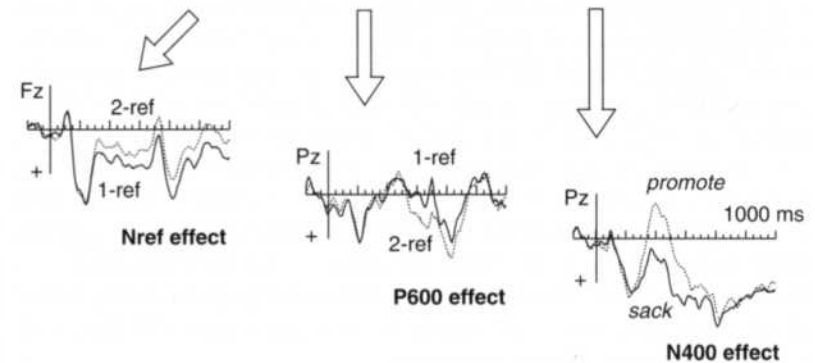 Fz
2-ref
+
1-ref
Nref effect
Pz
1-ref
+
2-ref
P600 effect
promote
Pz
1000 ms
+
sack
N400 effect